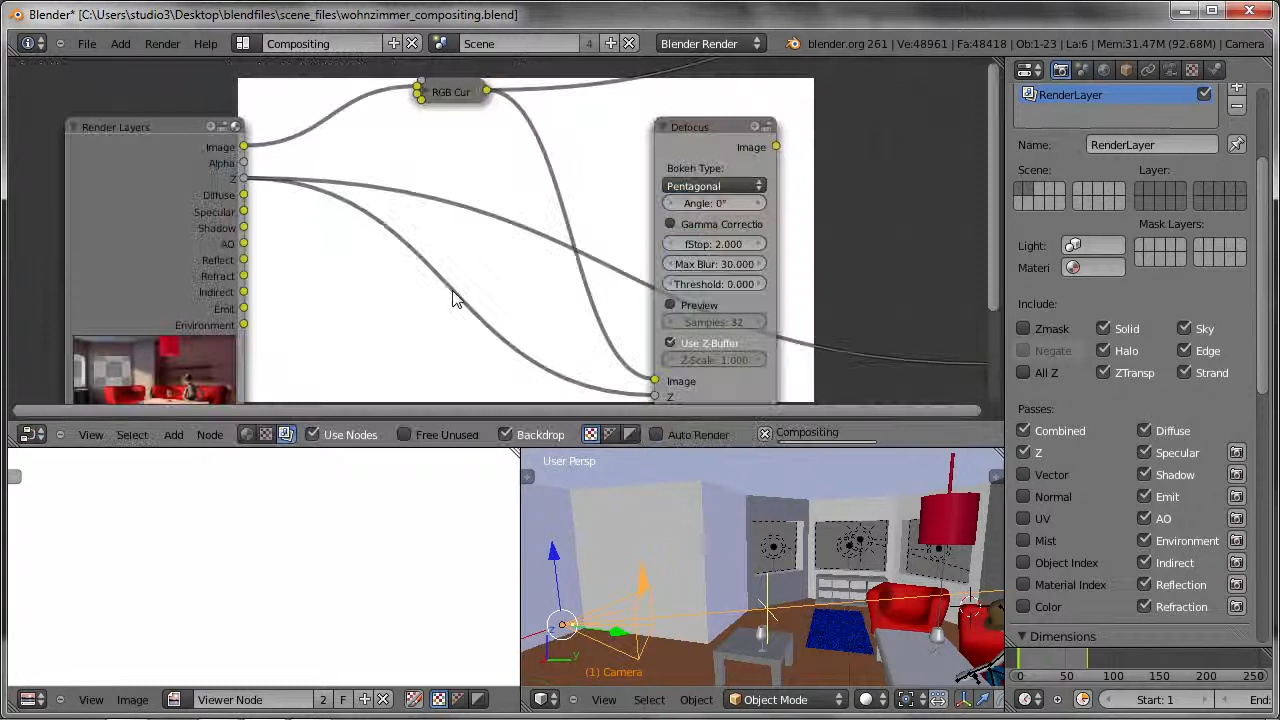 Blender* [C:\Users\studio3\Desktop\blendfiles\scene_files\wohnzimmer_compositing.blend]
File Add Render Help Compositing Scene 4 Blender Render blender.org 261 | Ve:48961 | Fa:48418 | Ob:1-23 | La:6 | Mem:31.47M (92.68M) | Camera
RGB Cur
Render Layers
Image
Alpha
Z
Diffuse
Specular
Shadow
AO
Reflect
Refract
Indirect
Emit
Environment
Defocus
Image
Bokeh Type:
Pentagonal
Angle: 0°
Gamma Correctio
fStop: 2.000
Max Blur: 30.000
Threshold: 0.000
Preview
Samples: 32
Use Z-Buffer
Z-Scale: 1.000
Image
Z
View Select Add Node Use Nodes Free Unused Backdrop Auto Render Compositing
User Persp
(1) Camera
View Image Viewer Node 2 F
View Select Object Object Mode
RenderLayer
Name: RenderLayer
Scene: Layer:
Mask Layers:
Light:
Materi
Include:
Zmask Solid Sky
Negate Halo Edge
All Z ZTransp Strand
Passes:
Combined Diffuse
Z Specular
Vector Shadow
Normal Emit
UV AO
Mist Environment
Object Index Indirect
Material Index Reflection
Color Refraction
Dimensions
0 50 100 150 200 250
Start: 1 End: